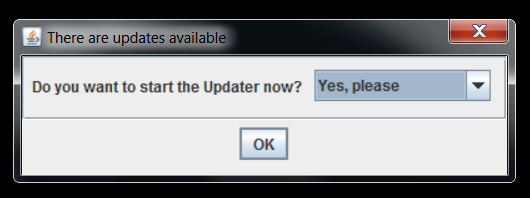 There are updates available
Do you want to start the Updater now? Yes, please
OK